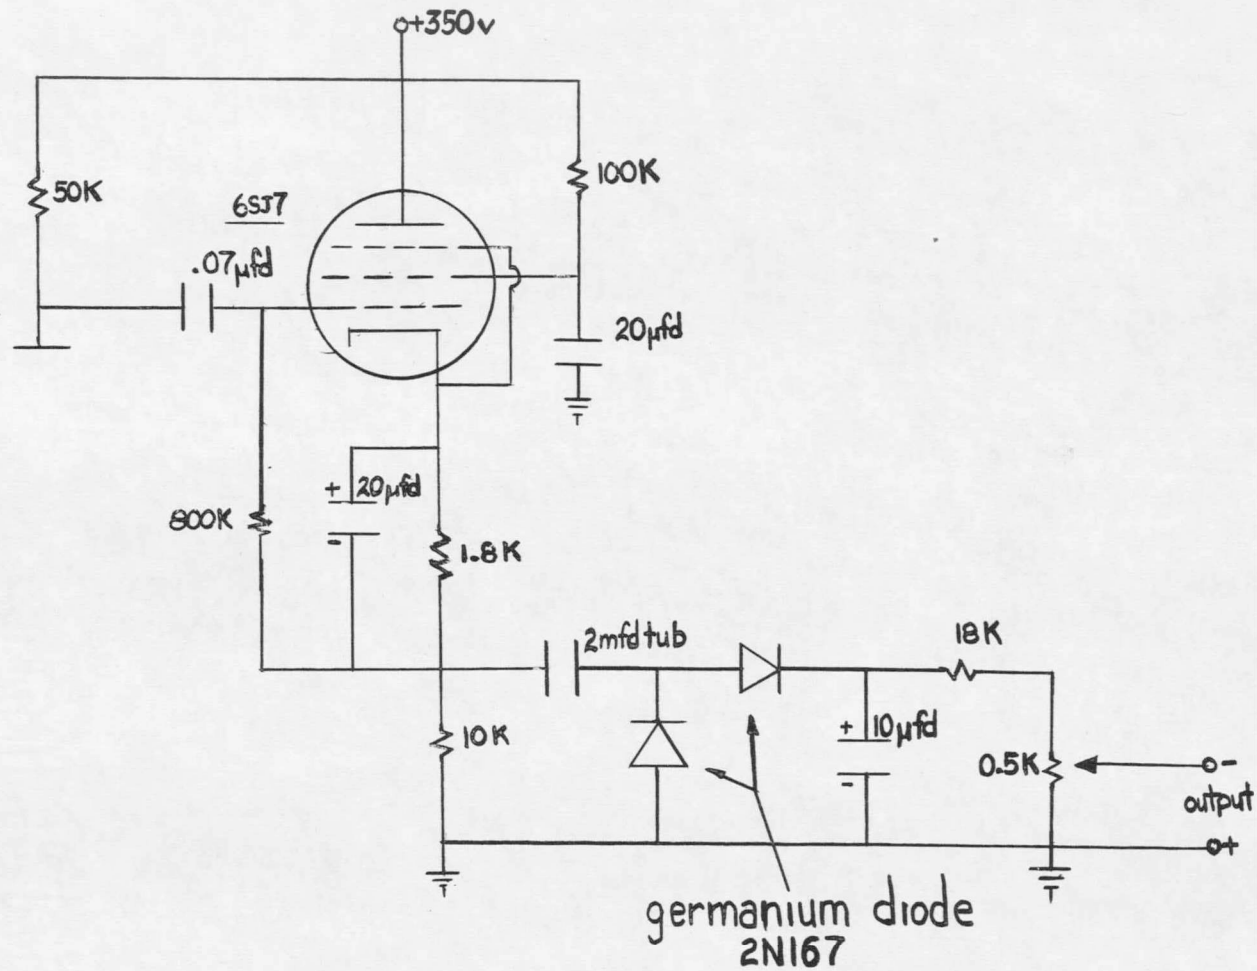 +350v
50K
100K
6SJ7
.07μfd
20μfd
800K
+ 20μfd
-
1.8K
2mfd tub
18K
10K
+ 10μfd
-
0.5K
-
output
+
germanium diode
2N167